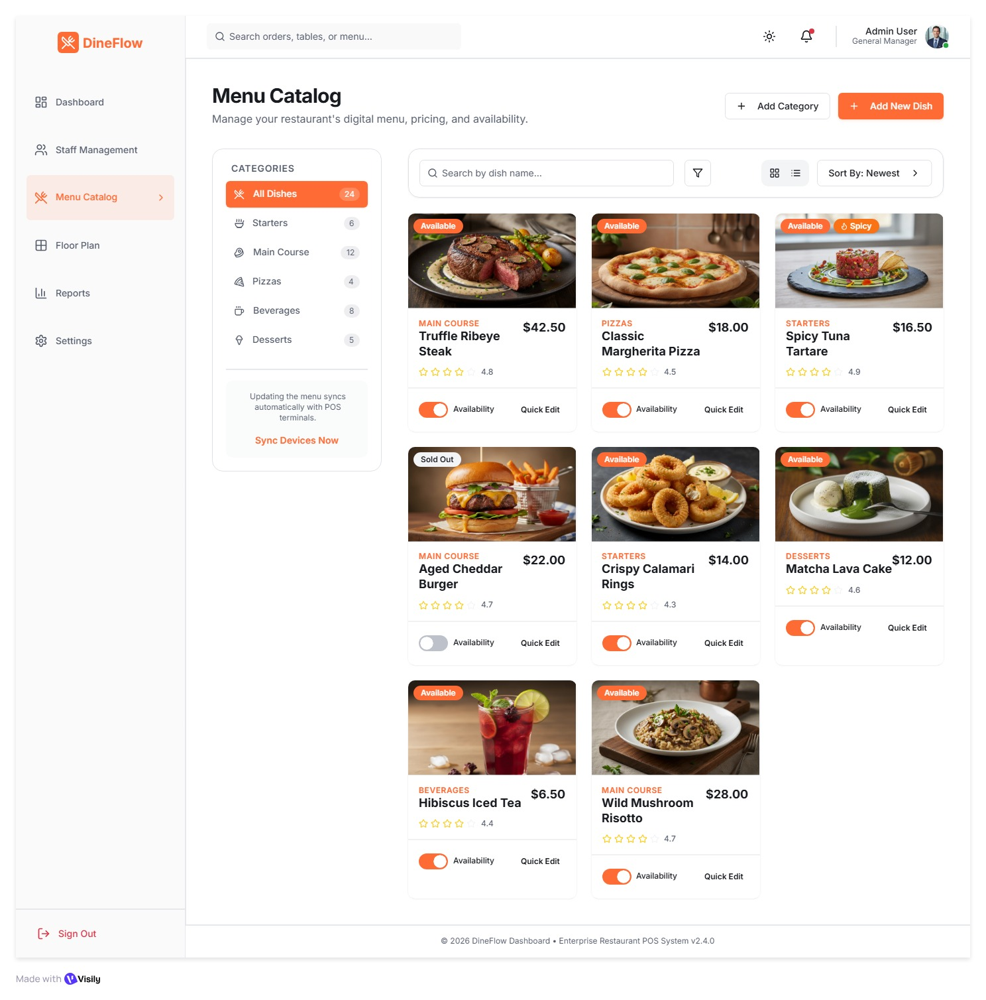 DineFlow
Search orders, tables, or menu...
Admin User
General Manager
Dashboard
Staff Management
Menu Catalog
Floor Plan
Reports
Settings
Sign Out
Menu Catalog
Manage your restaurant's digital menu, pricing, and availability.
Add Category
Add New Dish
CATEGORIES
All Dishes 24
Starters 6
Main Course 12
Pizzas 4
Beverages 8
Desserts 5
Updating the menu syncs
automatically with POS
terminals.
Sync Devices Now
Search by dish name...
Sort By: Newest
Available
MAIN COURSE
Truffle Ribeye
Steak
$42.50
4.8
Availability
Quick Edit
Available
PIZZAS
Classic
Margherita Pizza
$18.00
4.5
Availability
Quick Edit
Available
Spicy
STARTERS
Spicy Tuna
Tartare
$16.50
4.9
Availability
Quick Edit
Sold Out
MAIN COURSE
Aged Cheddar
Burger
$22.00
4.7
Availability
Quick Edit
Available
STARTERS
Crispy Calamari
Rings
$14.00
4.3
Availability
Quick Edit
Available
DESSERTS
Matcha Lava Cake
$12.00
4.6
Availability
Quick Edit
Available
BEVERAGES
Hibiscus Iced Tea
$6.50
4.4
Availability
Quick Edit
Available
MAIN COURSE
Wild Mushroom
Risotto
$28.00
4.7
Availability
Quick Edit
© 2026 DineFlow Dashboard • Enterprise Restaurant POS System v2.4.0
Made with Visily